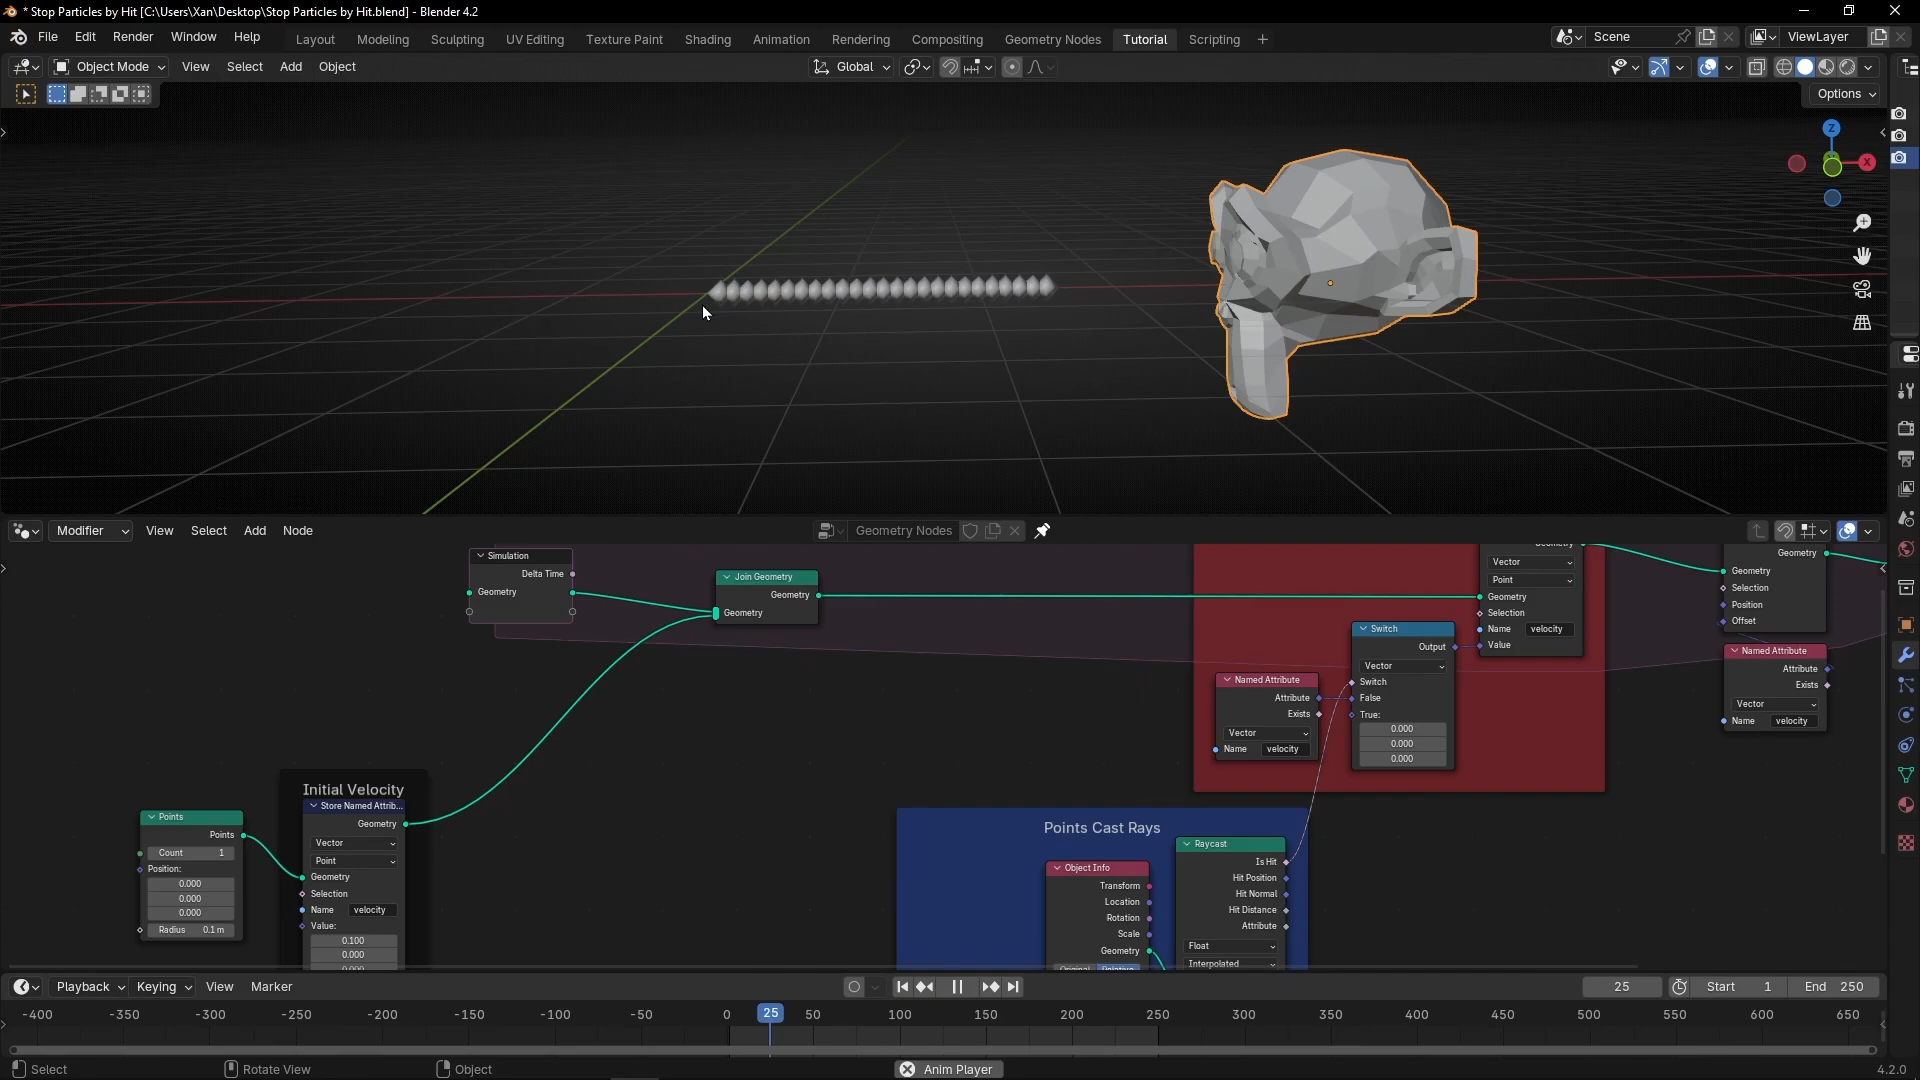 * Stop Particles by Hit [C:\Users\Xan\Desktop\Stop Particles by Hit.blend] - Blender 4.2
File Edit Render Window Help Layout Modeling Sculpting UV Editing Texture Paint Shading Animation Rendering Compositing Geometry Nodes Tutorial Scripting + Scene ViewLayer
Object Mode View Select Add Object Global
Options
Z
X
Modifier View Select Add Node Geometry Nodes
Simulation
Delta Time
Geometry
Join Geometry
Geometry
Geometry
Vector
Point
Geometry
Selection
Name velocity
Value
Geometry
Geometry
Selection
Position
Offset
Switch
Output
Vector
Switch
False
True:
0.000
0.000
0.000
Named Attribute
Attribute
Exists
Vector
Name velocity
Named Attribute
Attribute
Exists
Vector
Name velocity
Points
Points
Count 1
Position:
0.000
0.000
0.000
Radius 0.1 m
Initial Velocity
Store Named Attrib...
Geometry
Vector
Point
Geometry
Selection
Name velocity
Value:
0.100
0.000
Points Cast Rays
Object Info
Transform
Location
Rotation
Scale
Geometry
Original Relative
Raycast
Is Hit
Hit Position
Hit Normal
Hit Distance
Attribute
Float
Interpolated
Playback Keying View Marker 25 Start 1 End 250
-400 -350 -300 -250 -200 -150 -100 -50 0 25 50 100 150 200 250 300 350 400 450 500 550 600 650
Select Rotate View Object Anim Player 4.2.0